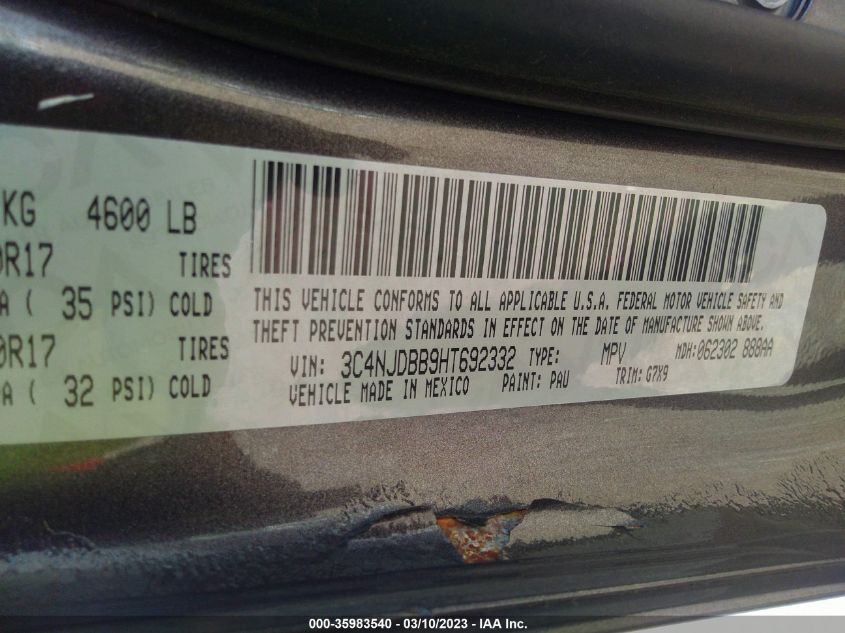 KG 4600 LB
0R17 TIRES
A ( 35 PSI) COLD
0R17
A ( 32 PSI) COLD
THIS VEHICLE CONFORMS TO ALL APPLICABLE U.S.A. FEDERAL MOTOR VEHICLE SAFETY AND
THEFT PREVENTION STANDARDS IN EFFECT ON THE DATE OF MANUFACTURE SHOWN ABOVE.
VIN: 3C4NJDBB9HT692332 TYPE: MPV MDH:062302 888AA
VEHICLE MADE IN MEXICO PAINT: PAU TRIM: G7X9
TIRES
000-35983540 - 03/10/2023 - IAA Inc.